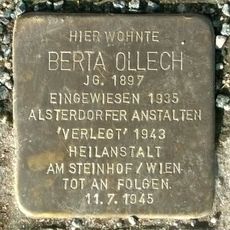 HIER WOHNTE
BERTA OLLECH
JG. 1897
EINGEWIESEN 1935
ALSTERDORFER ANSTALTEN
'VERLEGT' 1943
HEILANSTALT
AM STEINHOF / WIEN
TOT AN FOLGEN
11.7.1945